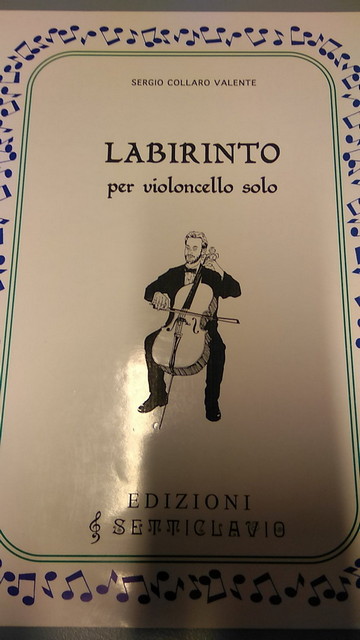 SERGIO COLLARO VALENTE
LABIRINTO
per violoncello solo
EDIZIONI
SETTICLAVIO